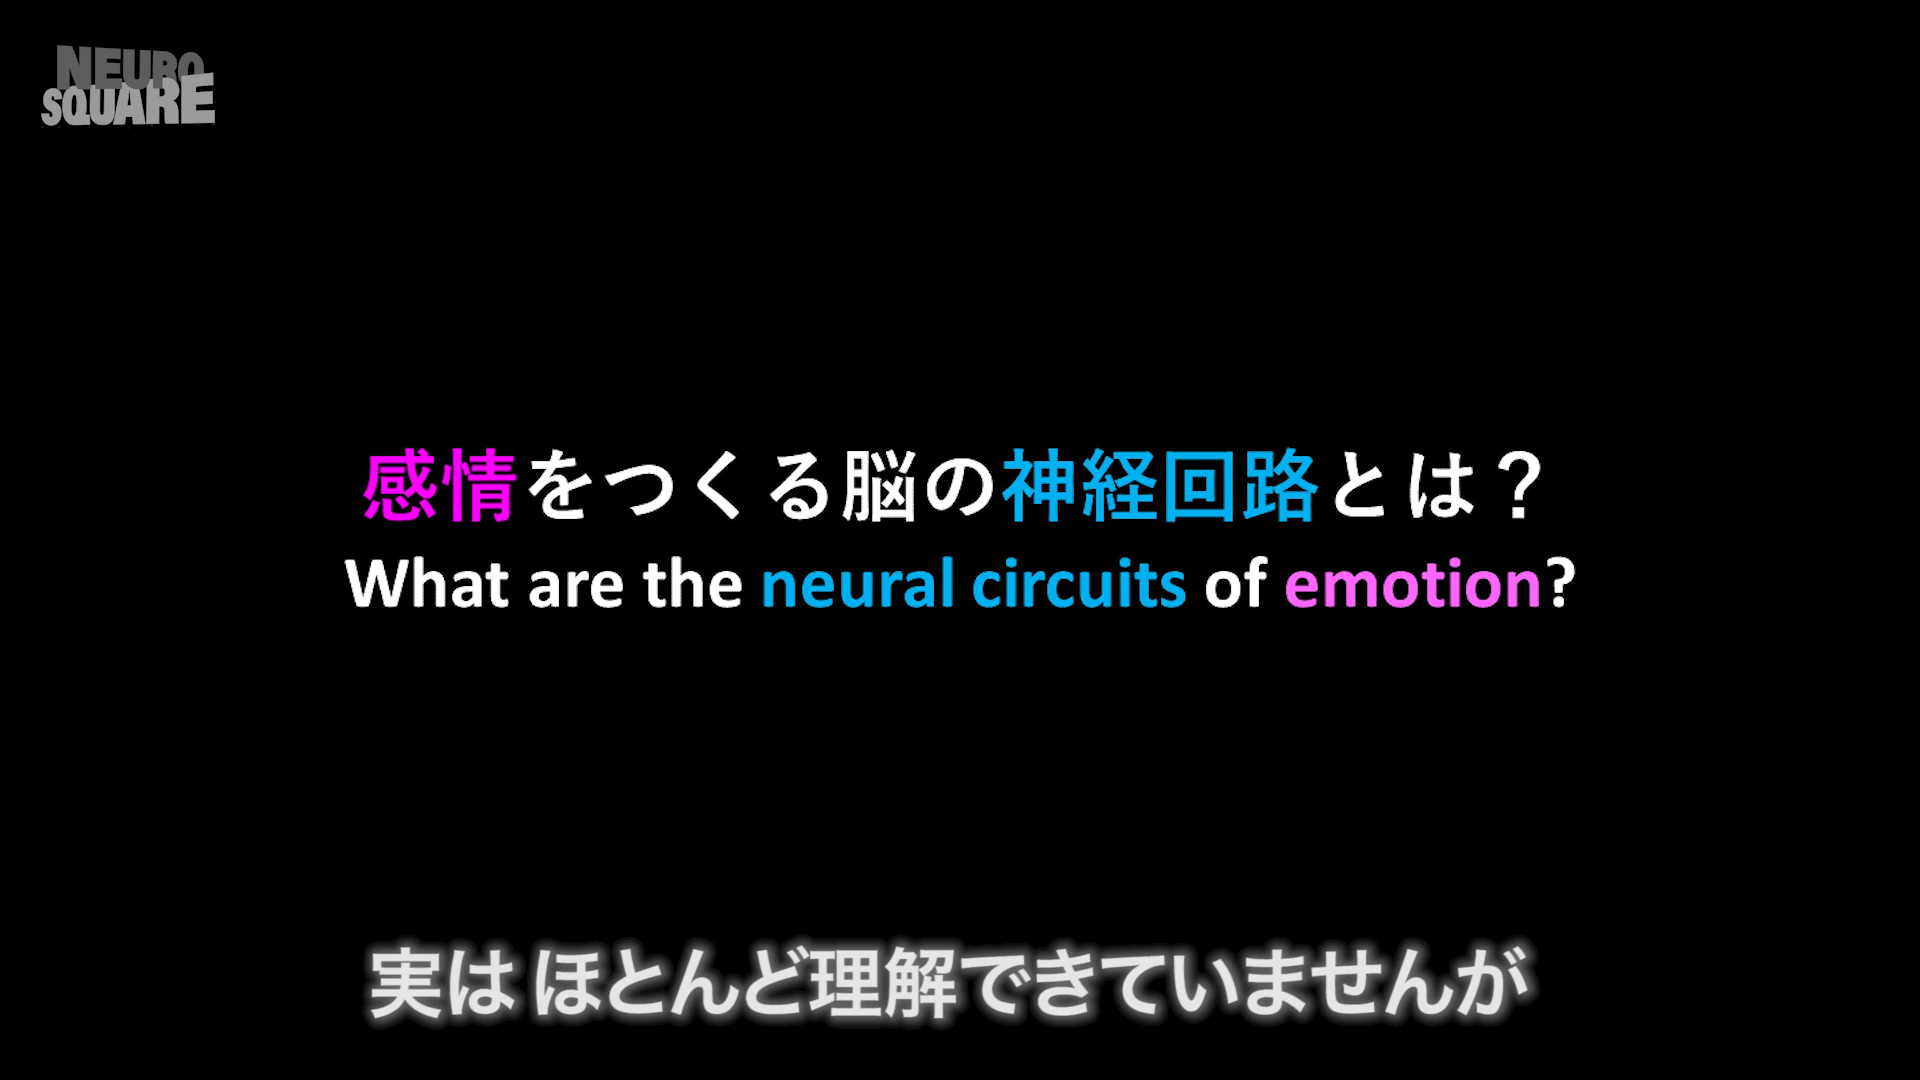 NEURO
SQUARE
感情をつくる脳の神経回路とは？
What are the neural circuits of emotion?
実は ほとんど理解できていませんが